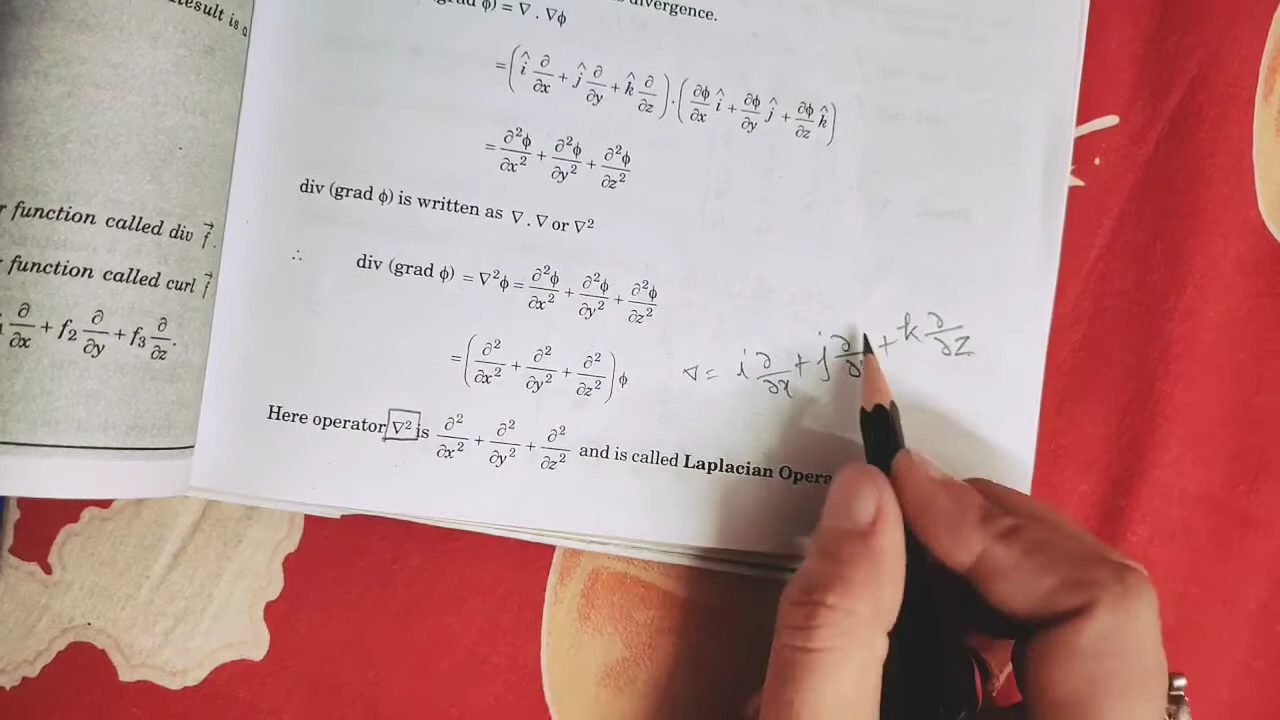 Result is a
r function called div f⃗.
r function called curl f⃗
∂/∂x + f₂ ∂/∂y + f₃ ∂/∂z.
divergence.
grad ϕ) = ∇ . ∇ϕ
= (î ∂/∂x + ĵ ∂/∂y + k̂ ∂/∂z) . (∂ϕ/∂x î + ∂ϕ/∂y ĵ + ∂ϕ/∂z k̂)
= ∂²ϕ/∂x² + ∂²ϕ/∂y² + ∂²ϕ/∂z²
div (grad ϕ) is written as ∇ . ∇ or ∇²
∴ div (grad ϕ) = ∇²ϕ = ∂²ϕ/∂x² + ∂²ϕ/∂y² + ∂²ϕ/∂z²
= (∂²/∂x² + ∂²/∂y² + ∂²/∂z²) ϕ
∇ = i ∂/∂x + j ∂/∂ + k ∂/∂z
Here operator ∇² is ∂²/∂x² + ∂²/∂y² + ∂²/∂z² and is called Laplacian Opera